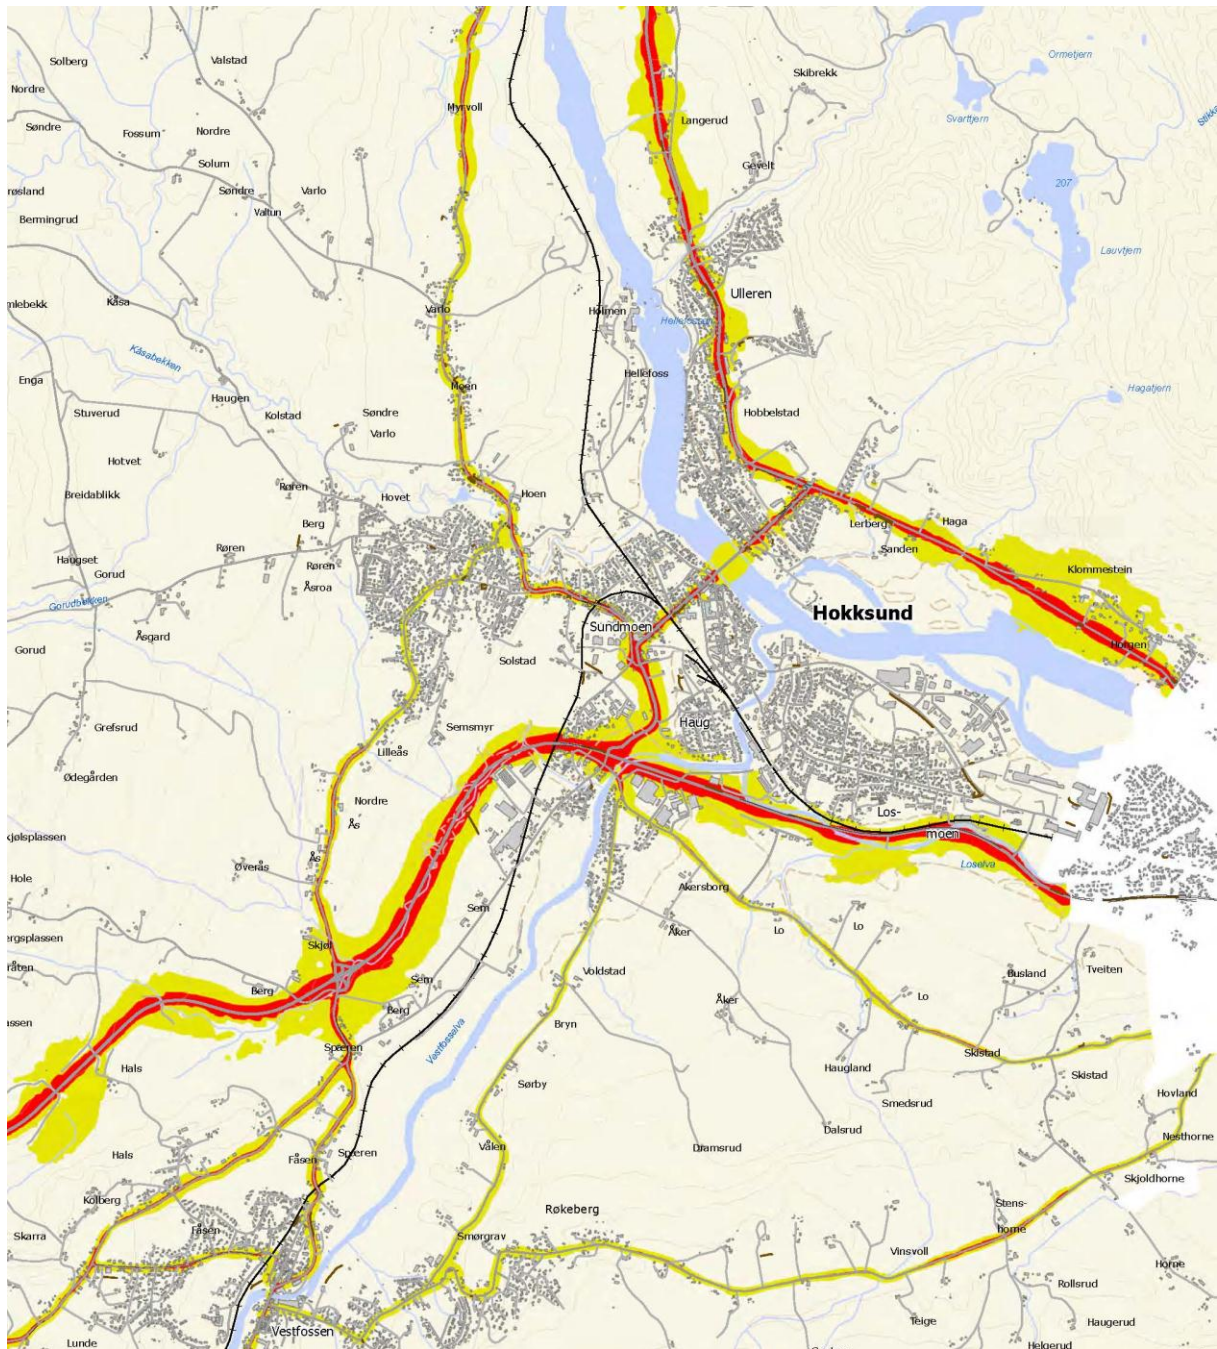 Ormetjern
Solberg
Valstad
Skibrekk
Nordre
Myrvoll
Svarttjern
Langerud
Søndre
Fossum
Nordre
Solum
Gevelt
207
Søndre
Varlo
Bermingrud
Valtun
Lauvtjern
Ulleren
Kåsa
Varlo
Holmen
Kåsabekken
Hellefoss
Enga
Moen
Hagatjern
Haugen
Stuverud
Kolstad
Søndre
Varlo
Hobbelstad
Hotvet
Røren
Hovet
Hoen
Breidablikk
Berg
Lerberg
Haga
Haugset
Røren
Sanden
Gorud
Røren
Klommestein
Åsroa
Gorudbekken
Hokksund
Åsgard
Sundmoen
Gorud
Solstad
Horgen
Grefsrud
Semsmyr
Haug
Lilleås
Ødegården
Nordre
Ås
Los-
moen
Ås
Øverås
Loselva
Hole
Akersborg
Sem
Skjøl
Åker
Lo
Lo
Voldstad
Busland
Tveiten
Berg
Sem
Åker
Lo
Berg
Bryn
Vestfosselva
Spæren
Skistad
Hals
Haugland
Skistad
Sørby
Smedsrud
Hovland
Dalsrud
Vålen
Dramsrud
Nesthorne
Hals
Fåsen
Spæren
Skjoldhorne
Kolberg
Stens-
horne
Røkeberg
Skarra
Fåsen
Smørgrav
Vinsvoll
Horne
Rollsrud
Vestfossen
Teige
Haugerud
Lunde
Helgerud